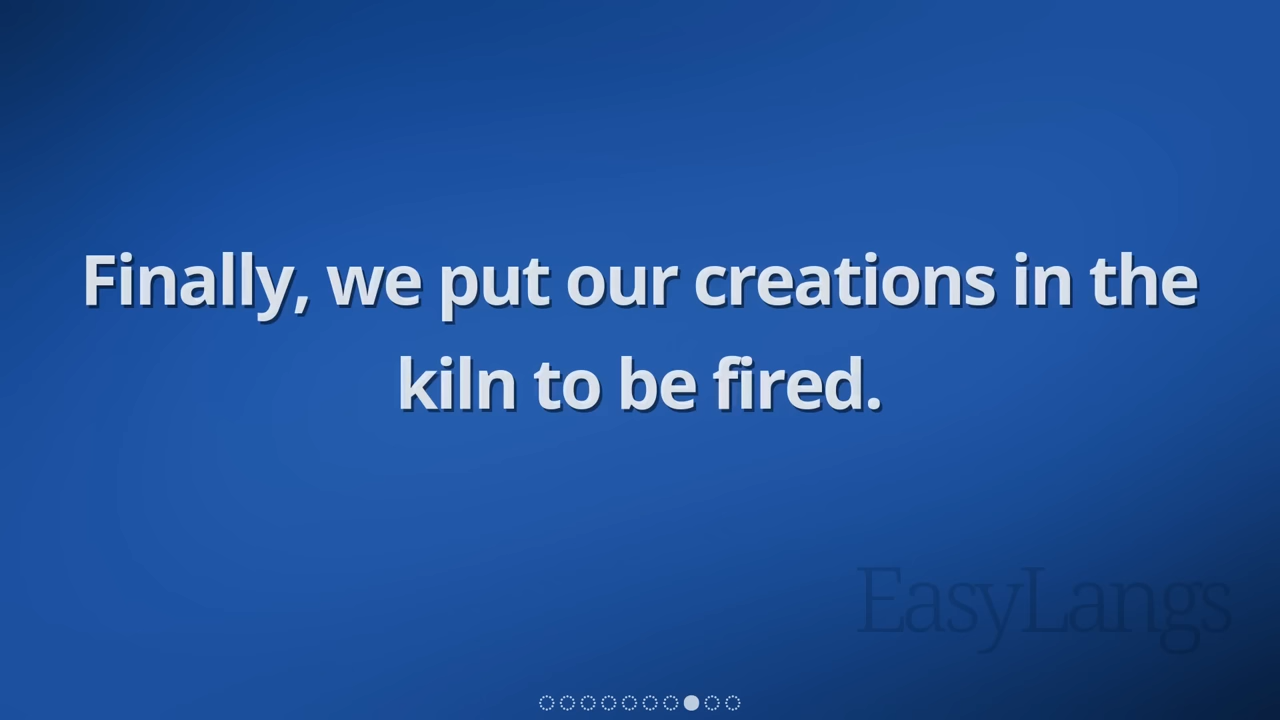 Finally, we put our creations in the
kiln to be fired.
EasyLangs